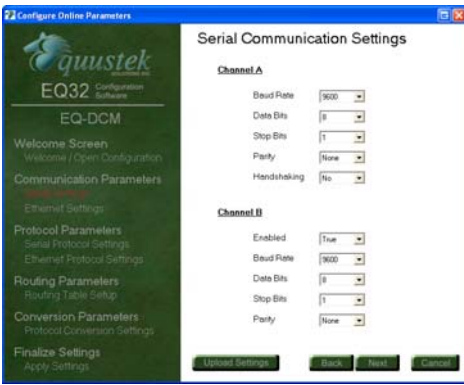 Configure Online Parameters
Equustek
SOLUTIONS INC.
EQ32 Configuration Software
EQ-DCM
Welcome Screen
Welcome / Open Configuration
Communication Parameters
Ethernet Settings
Protocol Parameters
Serial Protocol Settings
Ethernet Protocol Settings
Routing Parameters
Routing Table Setup
Conversion Parameters
Protocol Conversion Settings
Finalize Settings
Apply Settings
Serial Communication Settings
Channel A
Baud Rate 9600
Data Bits 8
Stop Bits 1
Parity None
Handshaking No
Channel B
Enabled True
Baud Rate 9600
Data Bits 8
Stop Bits 1
Parity None
Upload Settings Back Next Cancel